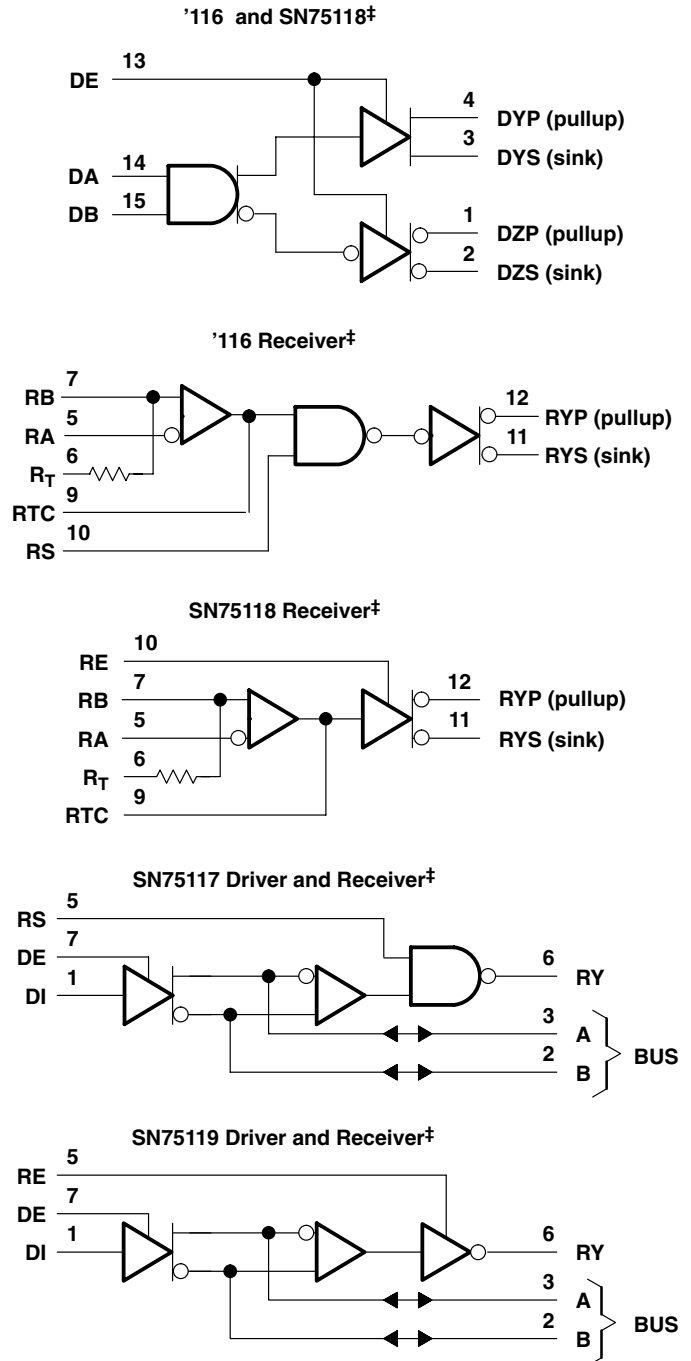 '116 and SN75118‡
DE 13
4 DYP (pullup)
3 DYS (sink)
DA 14
DB 15
1 DZP (pullup)
2 DZS (sink)
'116 Receiver‡
RB 7
RA 5
RT 6
RTC 9
RS 10
12 RYP (pullup)
11 RYS (sink)
SN75118 Receiver‡
RE 10
RB 7
RA 5
RT 6
RTC 9
12 RYP (pullup)
11 RYS (sink)
SN75117 Driver and Receiver‡
RS 5
DE 7
DI 1
6 RY
3 A
2 B
BUS
SN75119 Driver and Receiver‡
RE 5
DE 7
DI 1
6 RY
3 A
2 B
BUS